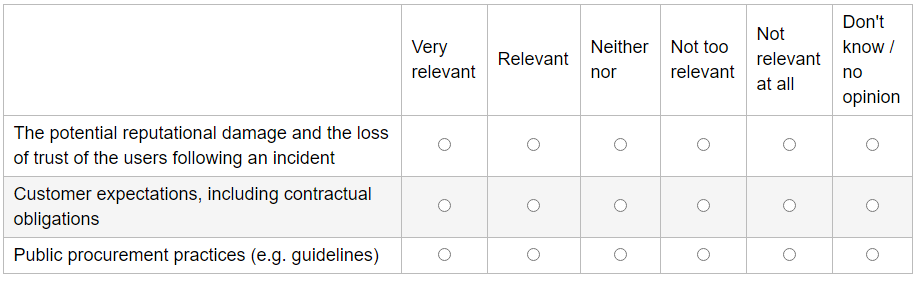 Very relevant
Relevant
Neither nor
Not too relevant
Not relevant at all
Don't know / no opinion
The potential reputational damage and the loss
of trust of the users following an incident
Customer expectations, including contractual
obligations
Public procurement practices (e.g. guidelines)